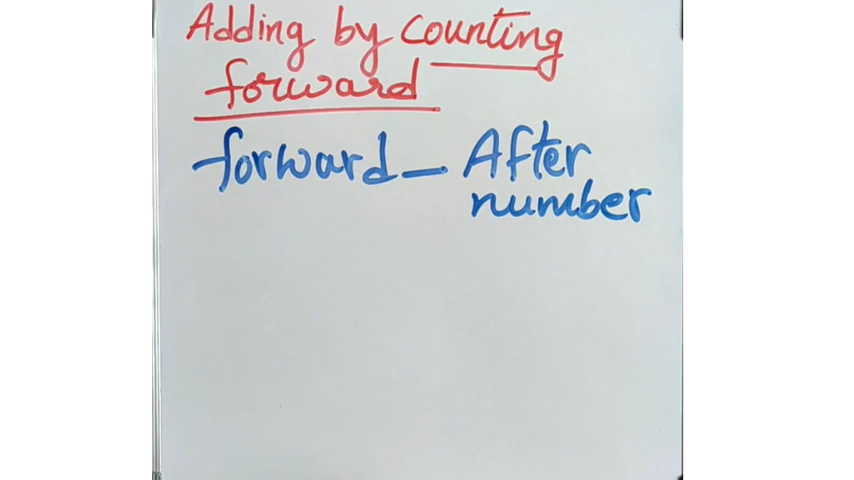 Adding by counting
forward
forward - After
number